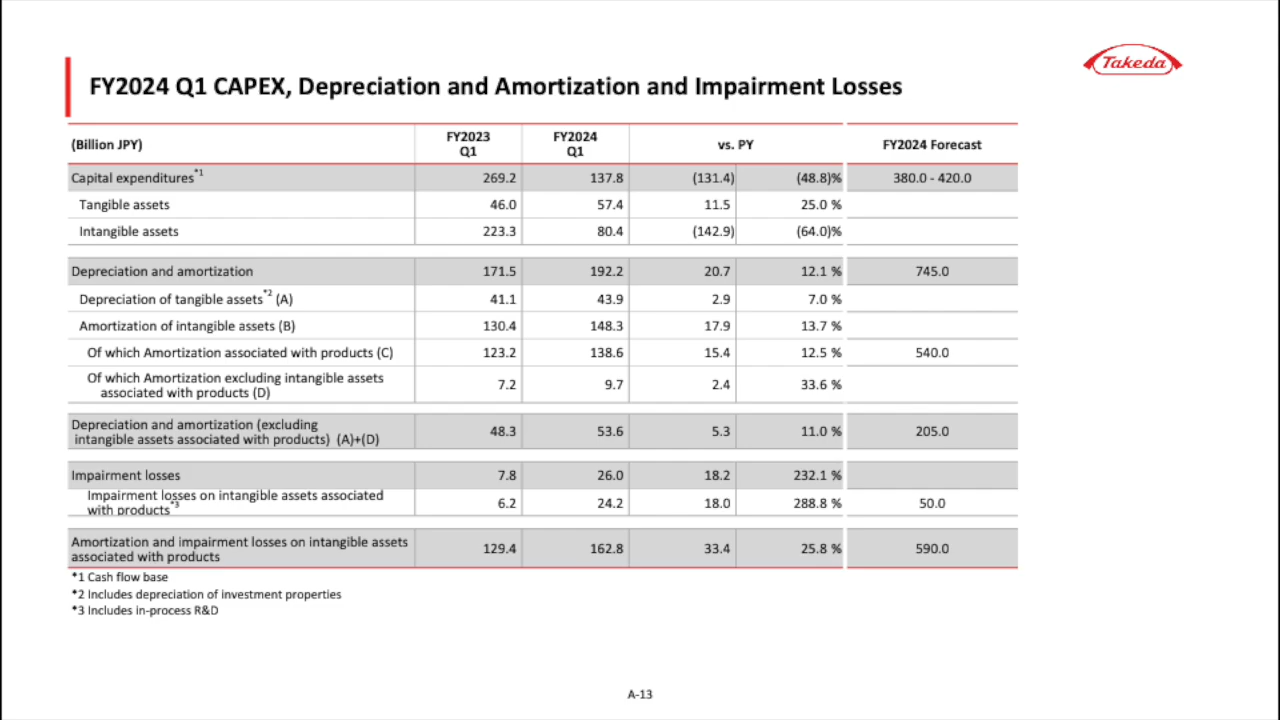 Takeda
FY2024 Q1 CAPEX, Depreciation and Amortization and Impairment Losses
(Billion JPY) FY2023 Q1 FY2024 Q1 vs. PY FY2024 Forecast
Capital expenditures*1 269.2 137.8 (131.4) (48.8)% 380.0 - 420.0
Tangible assets 46.0 57.4 11.5 25.0 %
Intangible assets 223.3 80.4 (142.9) (64.0)%
Depreciation and amortization 171.5 192.2 20.7 12.1 % 745.0
Depreciation of tangible assets*2 (A) 41.1 43.9 2.9 7.0 %
Amortization of intangible assets (B) 130.4 148.3 17.9 13.7 %
Of which Amortization associated with products (C) 123.2 138.6 15.4 12.5 % 540.0
Of which Amortization excluding intangible assets
associated with products (D) 7.2 9.7 2.4 33.6 %
Depreciation and amortization (excluding
intangible assets associated with products) (A)+(D) 48.3 53.6 5.3 11.0 % 205.0
Impairment losses 7.8 26.0 18.2 232.1 %
Impairment losses on intangible assets associated
with products*3 6.2 24.2 18.0 288.8 % 50.0
Amortization and impairment losses on intangible assets
associated with products 129.4 162.8 33.4 25.8 % 590.0
*1 Cash flow base
*2 Includes depreciation of investment properties
*3 Includes in-process R&D
A-13